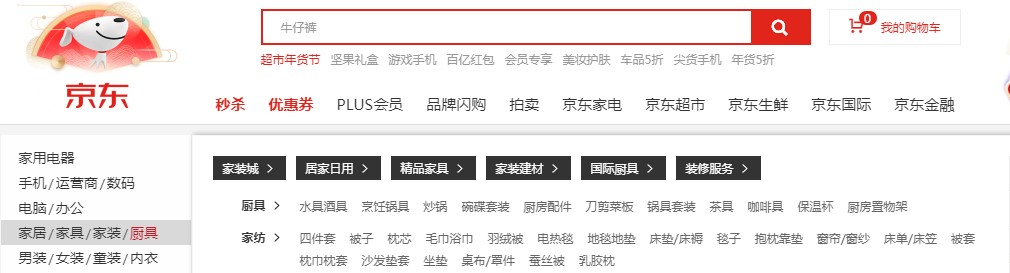 牛仔裤
0 我的购物车
超市年货节 坚果礼盒 游戏手机 百亿红包 会员专享 美妆护肤 车品5折 尖货手机 年货5折
京东
秒杀 优惠券 PLUS会员 品牌闪购 拍卖 京东家电 京东超市 京东生鲜 京东国际 京东金融
家用电器
手机/运营商/数码
电脑/办公
家居/家具/家装/厨具
男装/女装/童装/内衣
家装城 > 居家日用 > 精品家具 > 家装建材 > 国际厨具 > 装修服务 >
厨具 > 水具酒具 烹饪锅具 炒锅 碗碟套装 厨房配件 刀剪菜板 锅具套装 茶具 咖啡具 保温杯 厨房置物架
家纺 > 四件套 被子 枕芯 毛巾浴巾 羽绒被 电热毯 地毯地垫 床垫/床褥 毯子 抱枕靠垫 窗帘/窗纱 床单/床笠 被套
枕巾枕套 沙发垫套 坐垫 桌布/罩件 蚕丝被 乳胶枕